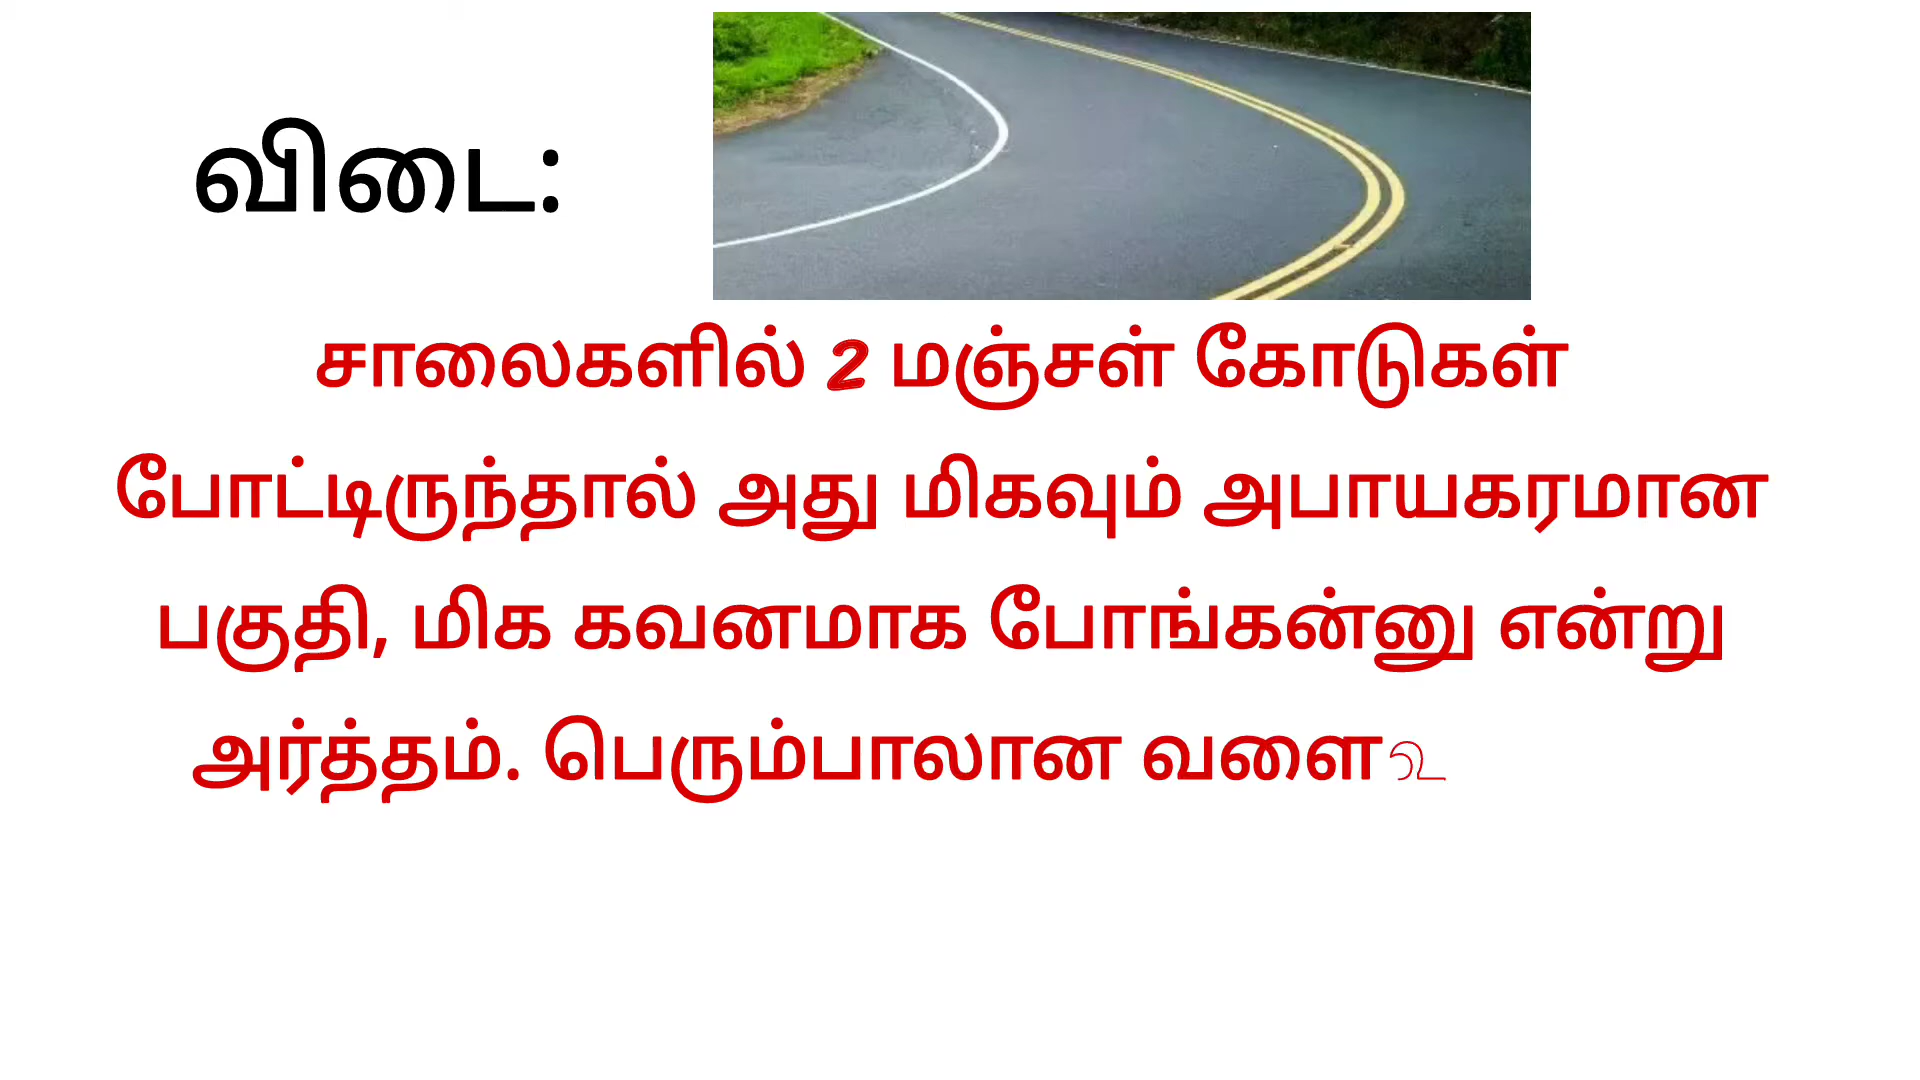 விடை:
சாலைகளில் 2 மஞ்சள் கோடுகள்
போட்டிருந்தால் அது மிகவும் அபாயகரமான
பகுதி, மிக கவனமாக போங்கன்னு என்று
அர்த்தம். பெரும்பாலான வளை